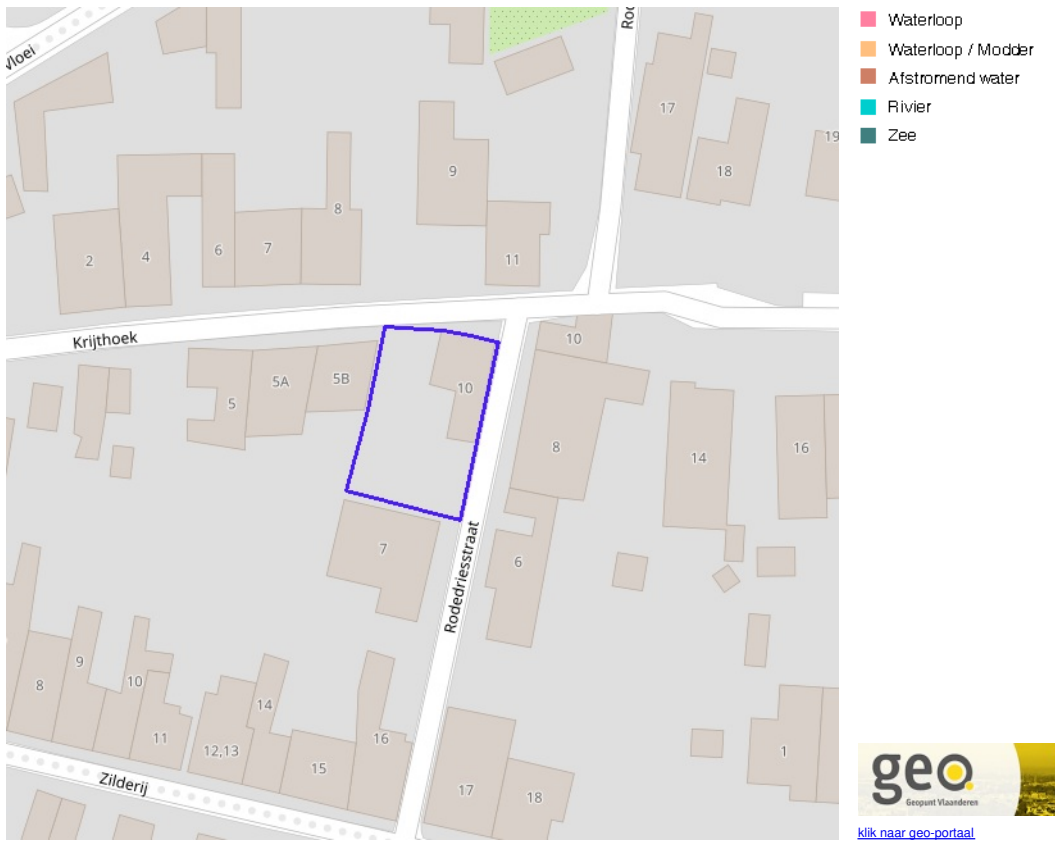 Vloei
Roc
17
18
19
9
8
2
4
6
7
11
Krijthoek
5
5A
5B
10
10
8
14
16
7
6
Rodedriesstraat
8
9
10
11
12,13
14
15
16
Zilderij
17
18
1
Waterloop
Waterloop / Modder
Afstromend water
Rivier
Zee
geo.
Geopunt Vlaanderen
klik naar geo-portaal